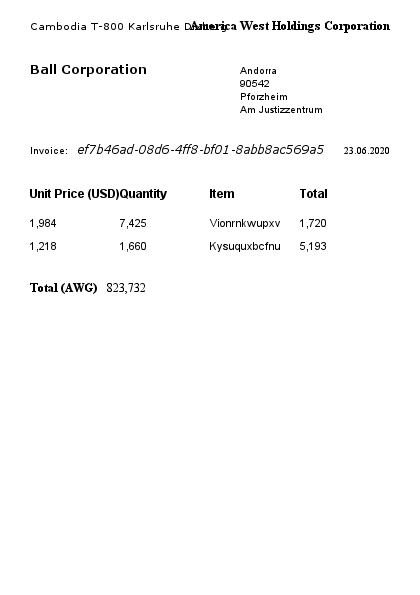 Cambodia T-800 Karlsruhe America West Holdings Corporation
Ball Corporation
Andorra
90542
Pforzheim
Am Justizzentrum
Invoice: ef7b46ad-08d6-4ff8-bf01-8abb8ac569a5 23.06.2020
Unit Price (USD) Quantity Item Total
1,984 7,425 Vionrnkwupxv 1,720
1,218 1,660 Kysuquxbcfnu 5,193
Total (AWG) 823,732